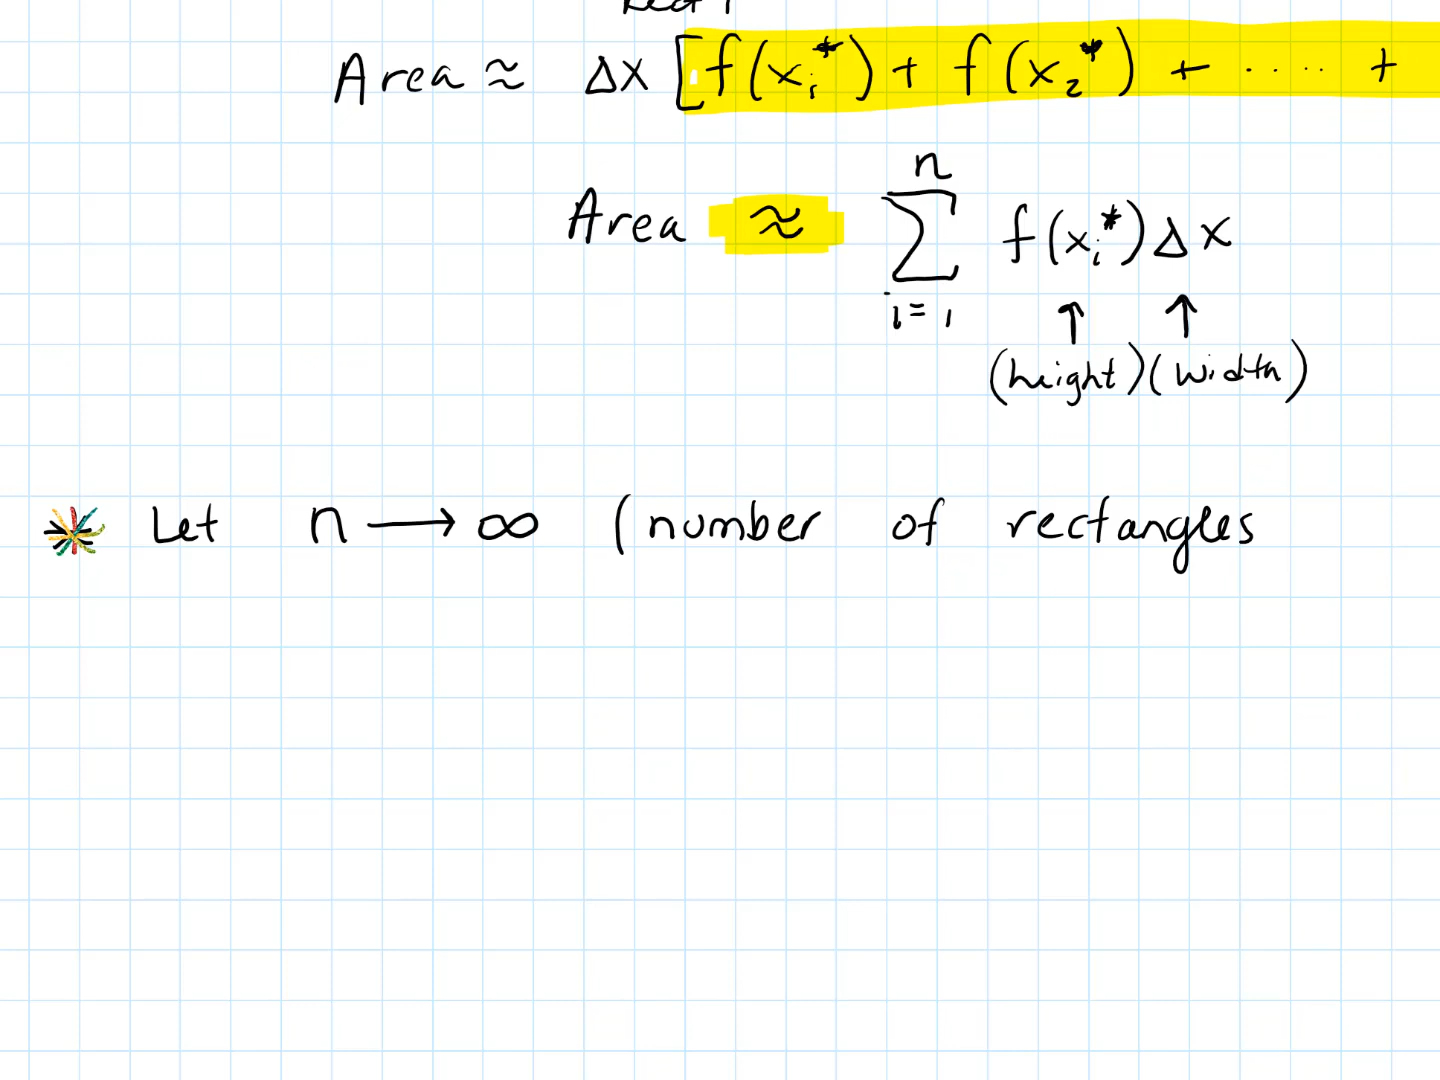 Area ≈ Δx [f(x₁*) + f(x₂*) + .... +
n
Area ≈ ∑ f(xᵢ*)Δx
i=1 ↑ ↑
(height)(width)
* Let n ⟶ ∞ (number of rectangles